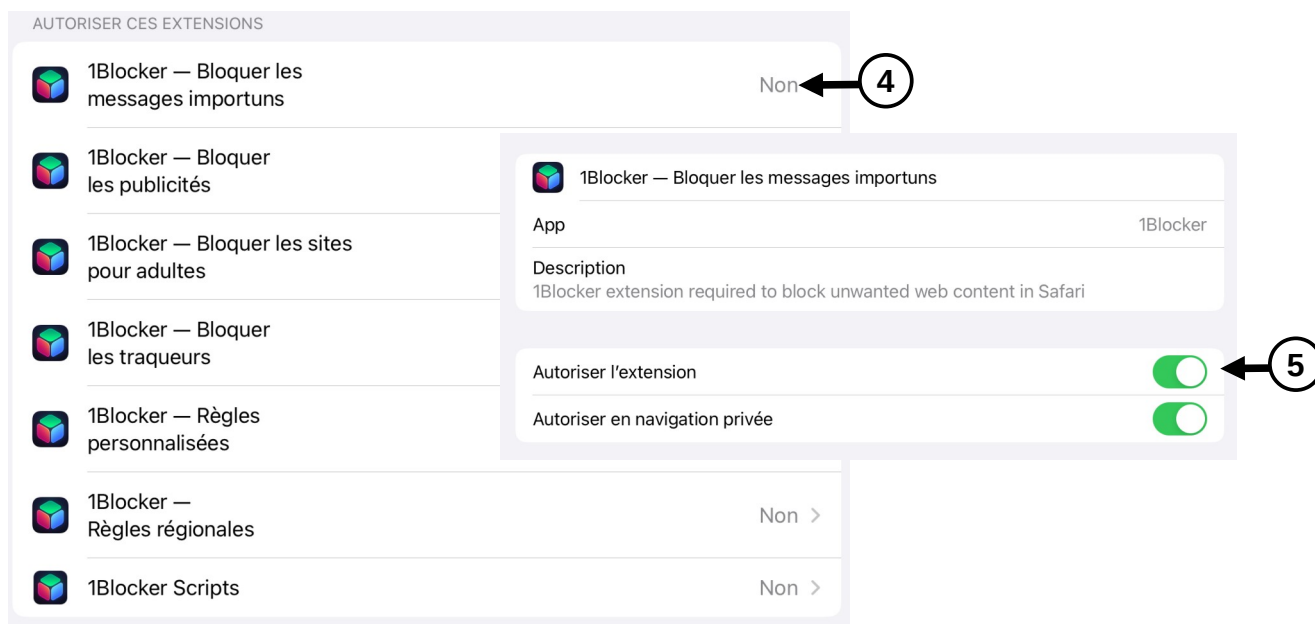 AUTORISER CES EXTENSIONS
1Blocker — Bloquer les
messages importuns
Non
4
1Blocker — Bloquer
les publicités
1Blocker — Bloquer les sites
pour adultes
1Blocker — Bloquer
les traqueurs
1Blocker — Règles
personnalisées
1Blocker —
Règles régionales
Non
1Blocker Scripts
Non
1Blocker — Bloquer les messages importuns
App
1Blocker
Description
1Blocker extension required to block unwanted web content in Safari
Autoriser l'extension
5
Autoriser en navigation privée